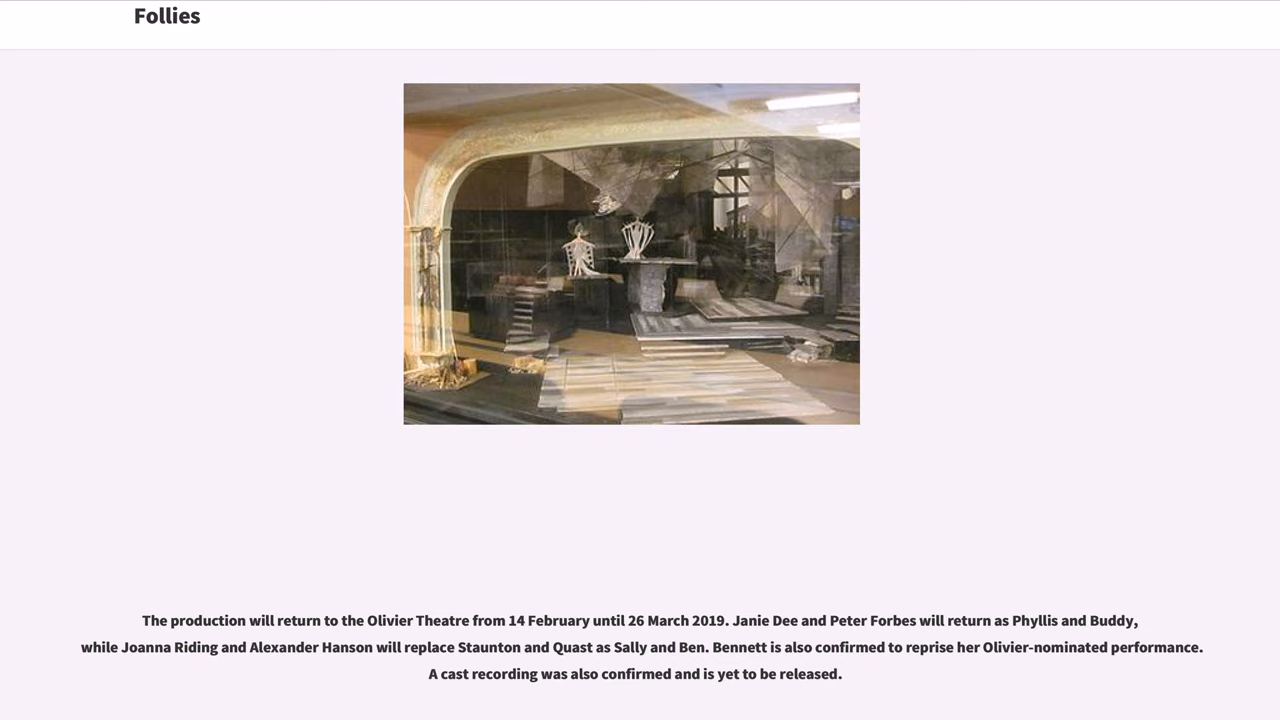 Follies
The production will return to the Olivier Theatre from 14 February until 26 March 2019. Janie Dee and Peter Forbes will return as Phyllis and Buddy,
while Joanna Riding and Alexander Hanson will replace Staunton and Quast as Sally and Ben. Bennett is also confirmed to reprise her Olivier-nominated performance.
A cast recording was also confirmed and is yet to be released.